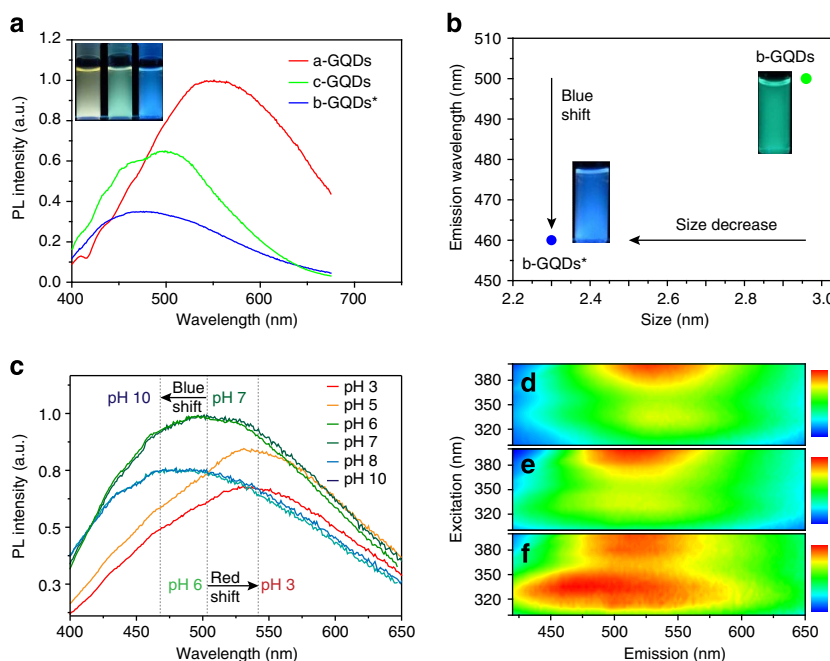 a
1.2
1.0
0.8
0.6
0.4
0.2
0.0
400
500
600
700
PL intensity (a.u.)
Wavelength (nm)
a-GQDs
c-GQDs
b-GQDs*
b
510
500
490
480
470
460
450
2.2
2.4
2.6
2.8
3.0
Emission wavelength (nm)
Size (nm)
Blue
shift
b-GQDs
Size decrease
b-GQDs*
c
1.0
0.8
0.5
0.3
400
450
500
550
600
650
PL intensity (a.u.)
Wavelength (nm)
pH 10
Blue
shift
pH 7
pH 6
Red
shift
pH 3
pH 3
pH 5
pH 6
pH 7
pH 8
pH 10
d
380
350
320
e
380
350
320
f
380
350
320
Excitation (nm)
450
500
550
600
650
Emission (nm)